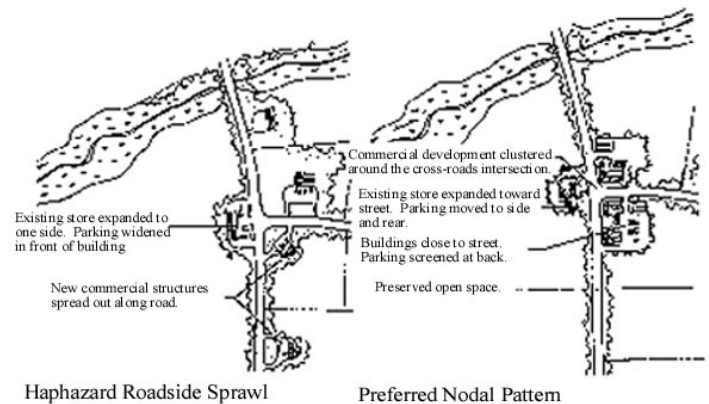 Existing store expanded to
one side. Parking widened
in front of building
New commercial structures
spread out along road.
Haphazard Roadside Sprawl
Commercial development clustered
around the cross-roads intersection.
Existing store expanded toward
street. Parking moved to side
and rear.
Buildings close to street.
Parking screened at back.
Preserved open space.
Preferred Nodal Pattern